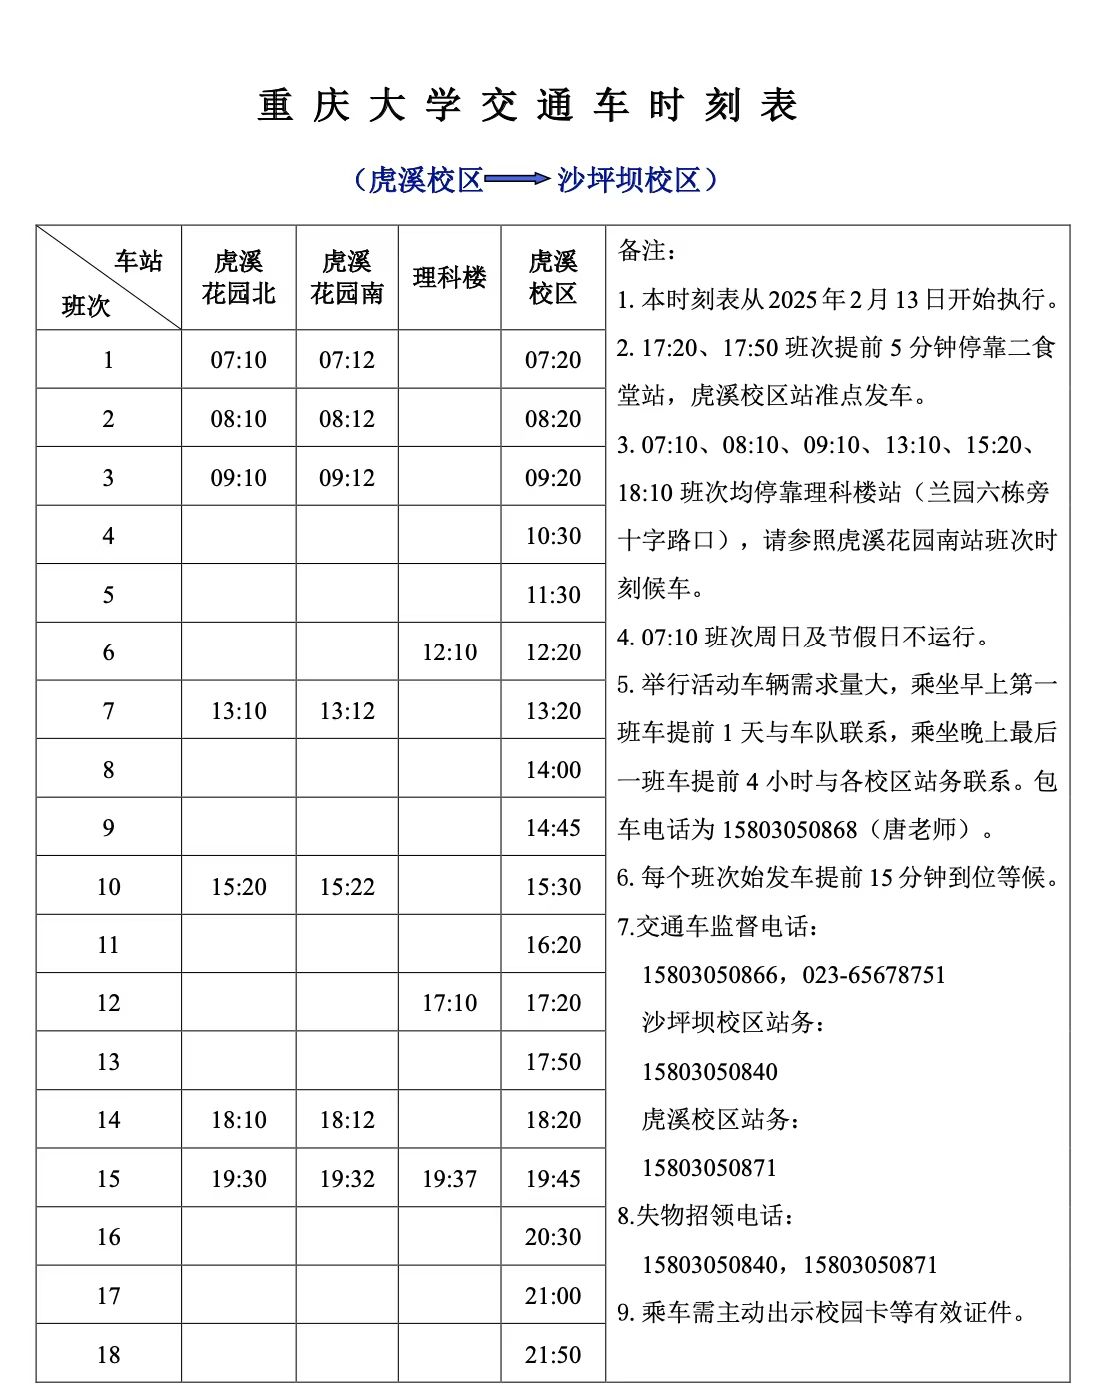 重庆大学交通车时刻表
（虎溪校区 沙坪坝校区）
车站
班次
虎溪
花园北
虎溪
花园南
理科楼
虎溪
校区
1 07:10 07:12 07:20
2 08:10 08:12 08:20
3 09:10 09:12 09:20
4 10:30
5 11:30
6 12:10 12:20
7 13:10 13:12 13:20
8 14:00
9 14:45
10 15:20 15:22 15:30
11 16:20
12 17:10 17:20
13 17:50
14 18:10 18:12 18:20
15 19:30 19:32 19:37 19:45
16 20:30
17 21:00
18 21:50
备注：
1. 本时刻表从2025年2月13日开始执行。
2. 17:20、17:50 班次提前 5 分钟停靠二食
堂站，虎溪校区站准点发车。
3. 07:10、08:10、09:10、13:10、15:20、
18:10 班次均停靠理科楼站（兰园六栋旁
十字路口），请参照虎溪花园南站班次时
刻候车。
4. 07:10 班次周日及节假日不运行。
5. 举行活动车辆需求量大，乘坐早上第一
班车提前 1 天与车队联系，乘坐晚上最后
一班车提前 4 小时与各校区站务联系。包
车电话为 15803050868（唐老师）。
6. 每个班次始发车提前 15 分钟到位等候。
7.交通车监督电话：
15803050866，023-65678751
沙坪坝校区站务：
15803050840
虎溪校区站务：
15803050871
8.失物招领电话：
15803050840，15803050871
9. 乘车需主动出示校园卡等有效证件。